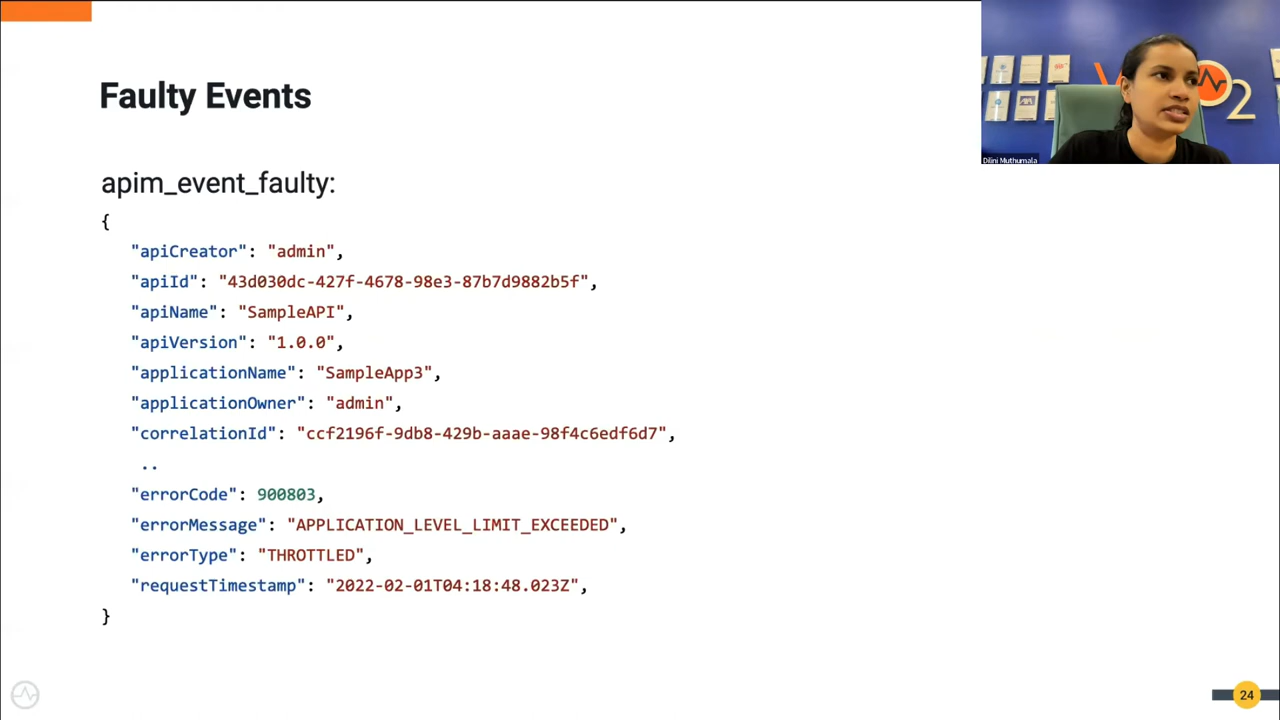 Faulty Events
apim_event_faulty:
{
"apiCreator": "admin",
"apiId": "43d030dc-427f-4678-98e3-87b7d9882b5f",
"apiName": "SampleAPI",
"apiVersion": "1.0.0",
"applicationName": "SampleApp3",
"applicationOwner": "admin",
"correlationId": "ccf2196f-9db8-429b-aaae-98f4c6edf6d7",
..
"errorCode": 900803,
"errorMessage": "APPLICATION_LEVEL_LIMIT_EXCEEDED",
"errorType": "THROTTLED",
"requestTimestamp": "2022-02-01T04:18:48.023Z",
}
Dilini Muthumala
24